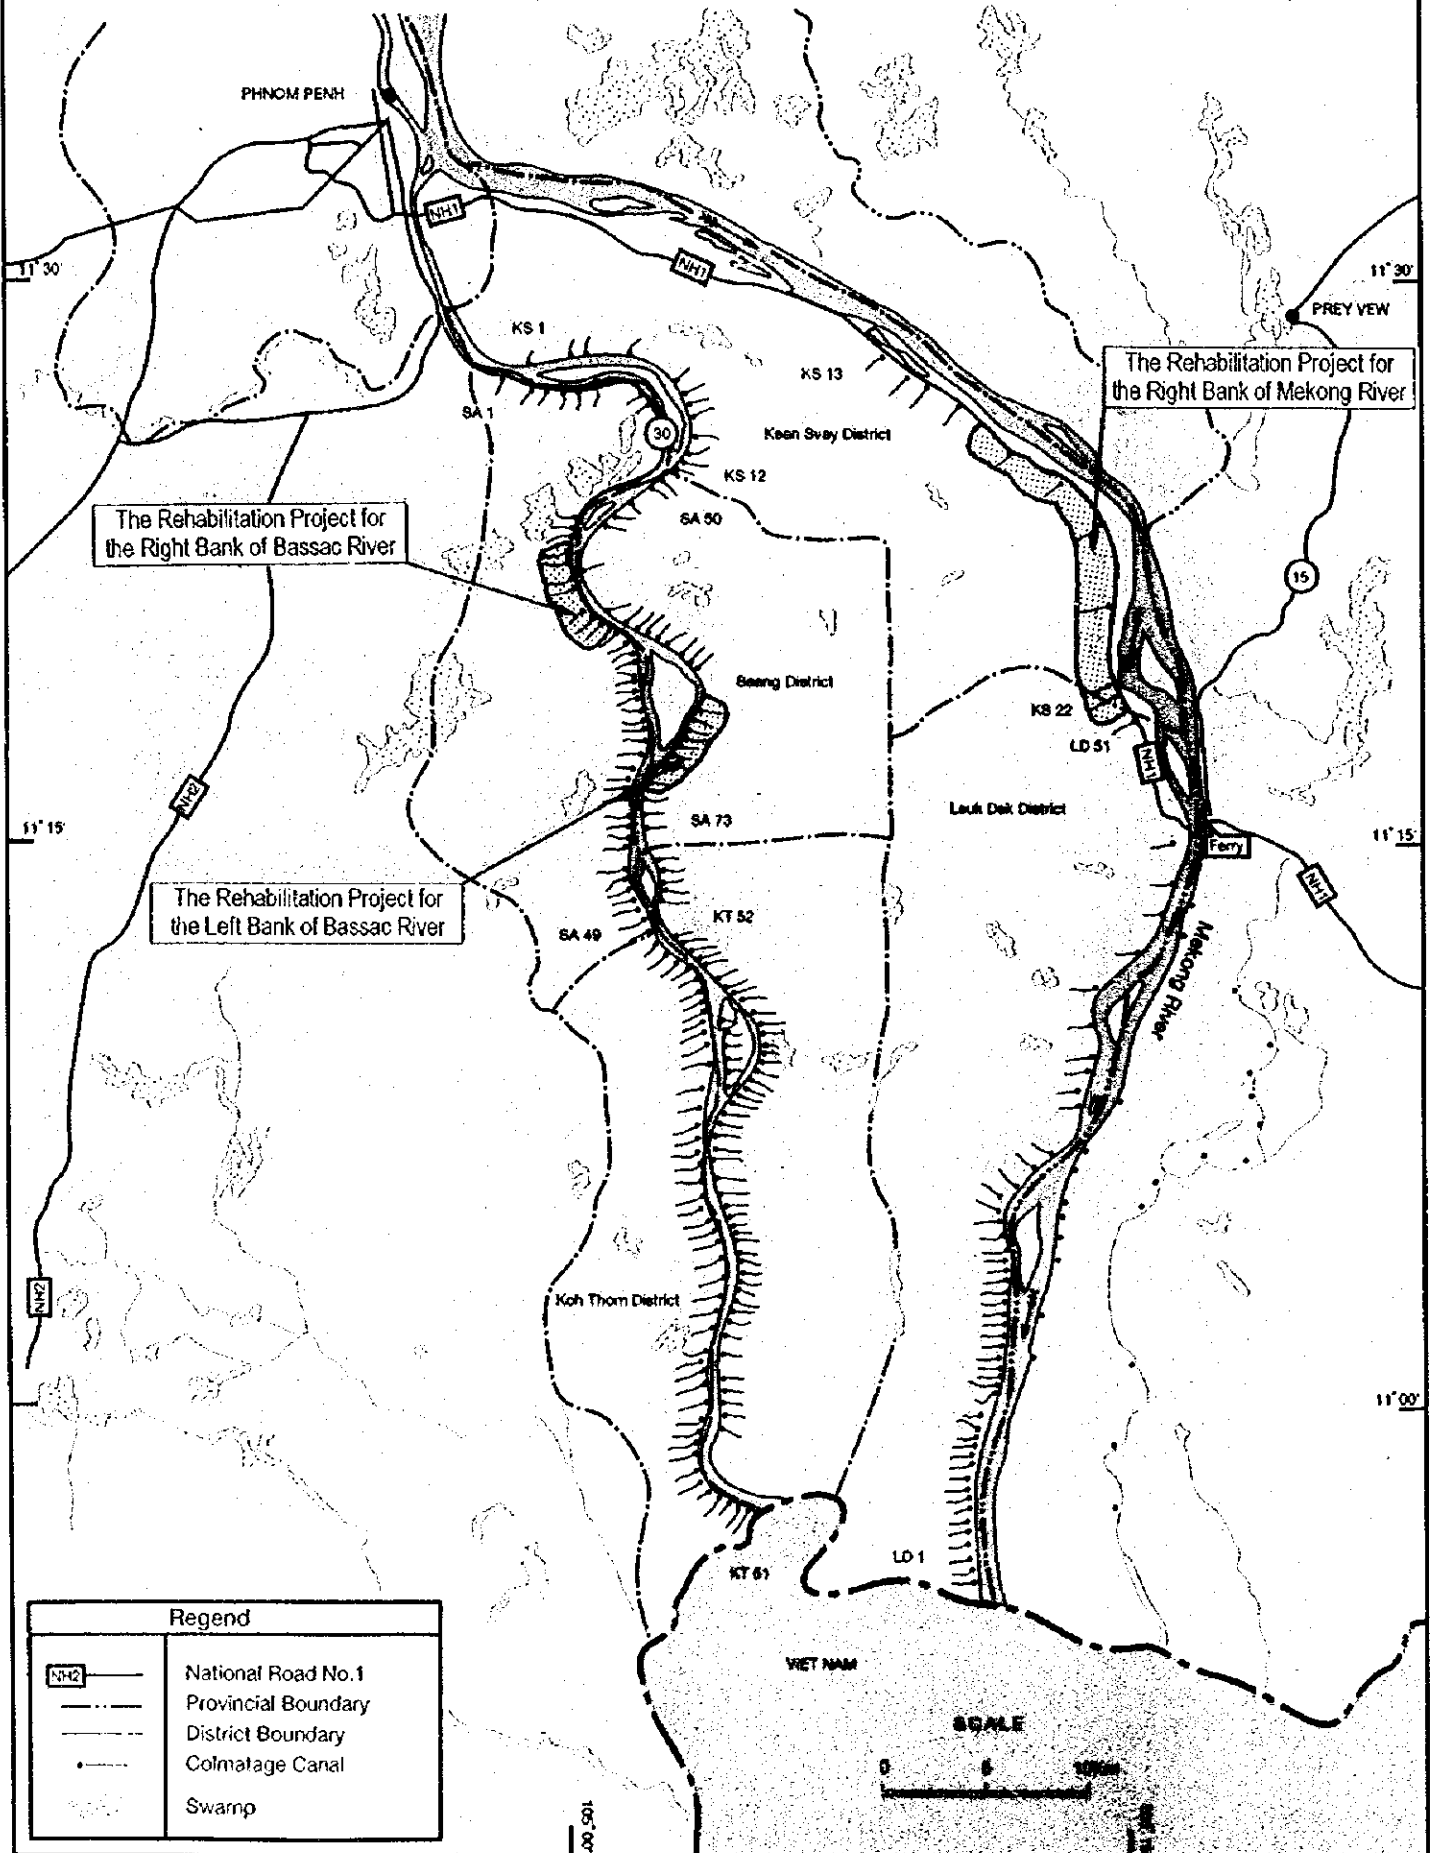 PHNOM PENH
NH1
NH1
11°30'
11°30'
PREY VEW
KS 1
KS 13
The Rehabilitation Project for
the Right Bank of Mekong River
SA 1
30
Kean Svay District
KS 12
SA 50
The Rehabilitation Project for
the Right Bank of Bassac River
15
Saang District
KS 22
LD 51
NH1
NH2
Leuk Dek District
SA 73
11°15'
11°15'
Ferry
NH1
The Rehabilitation Project for
the Left Bank of Bassac River
KT 52
SA 49
Mekong River
Koh Thom District
NH2
11°00'
LD 1
KT 61
VIET NAM
Regend
NH2
National Road No.1
Provincial Boundary
District Boundary
Colmatage Canal
Swamp
SCALE
0 5 10km
105°00'